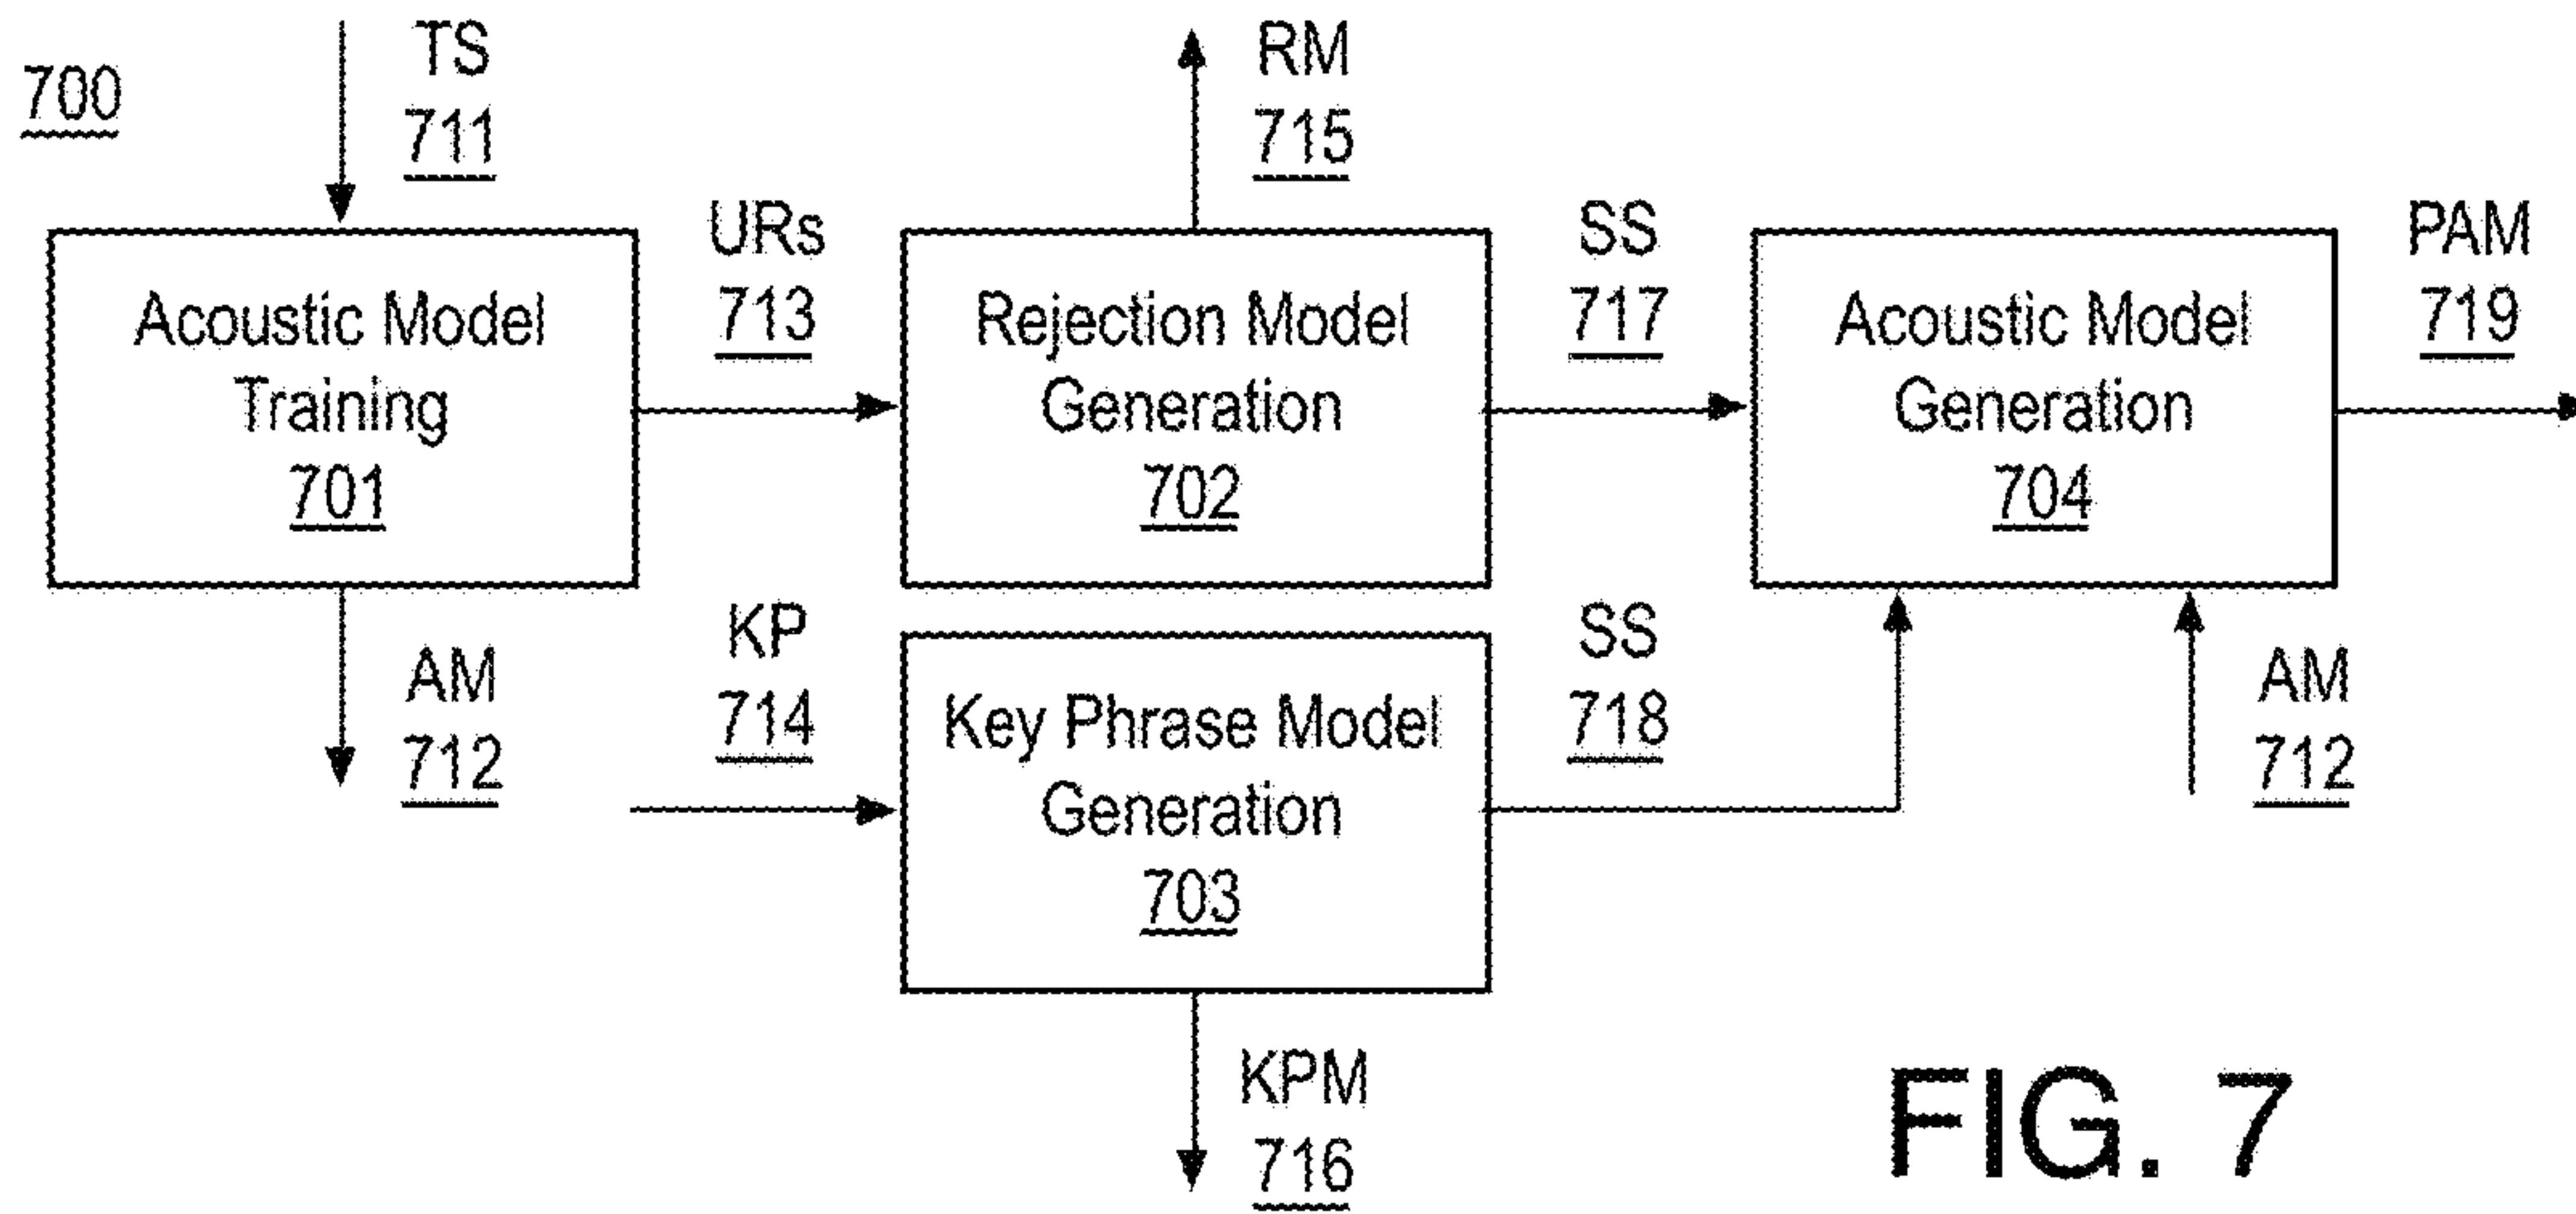 700
TS
711
RM
715
URs
713
SS
717
PAM
719
Acoustic Model
Training
701
Rejection Model
Generation
702
Acoustic Model
Generation
704
AM
712
KP
714
Key Phrase Model
Generation
703
SS
718
AM
712
KPM
716
FIG. 7